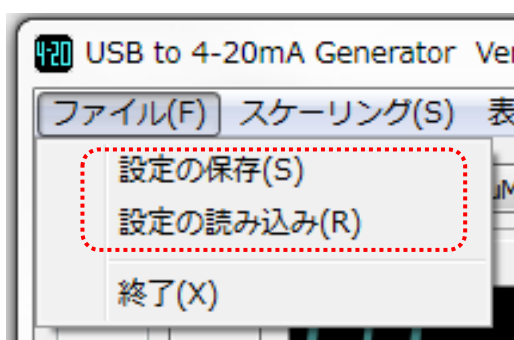 4-20 USB to 4-20mA Generator
ファイル(F) スケーリング(S) 表
設定の保存(S)
設定の読み込み(R)
終了(X)